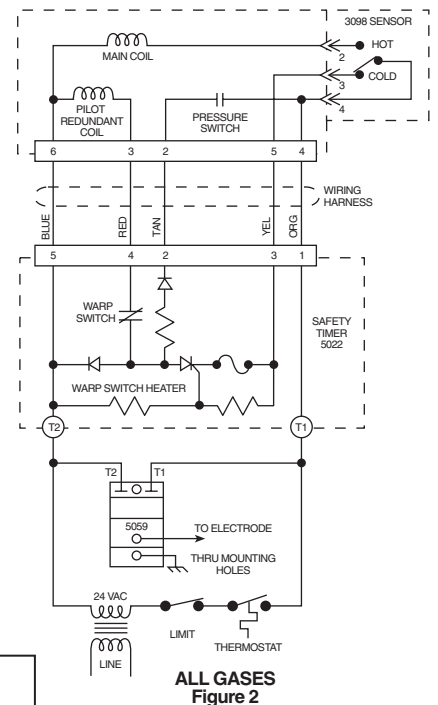 3098 SENSOR
HOT
MAIN COIL
2
COLD
3
PILOT
REDUNDANT
COIL
PRESSURE
SWITCH
4
6 3 2 5 4
WIRING
HARNESS
BLUE
RED
TAN
YEL
ORG
5 4 2 3 1
WARP
SWITCH
SAFETY
TIMER
5022
WARP SWITCH HEATER
T2
T1
T2 T1
5059
TO ELECTRODE
THRU MOUNTING
HOLES
24 VAC
LIMIT
THERMOSTAT
LINE
ALL GASES
Figure 2